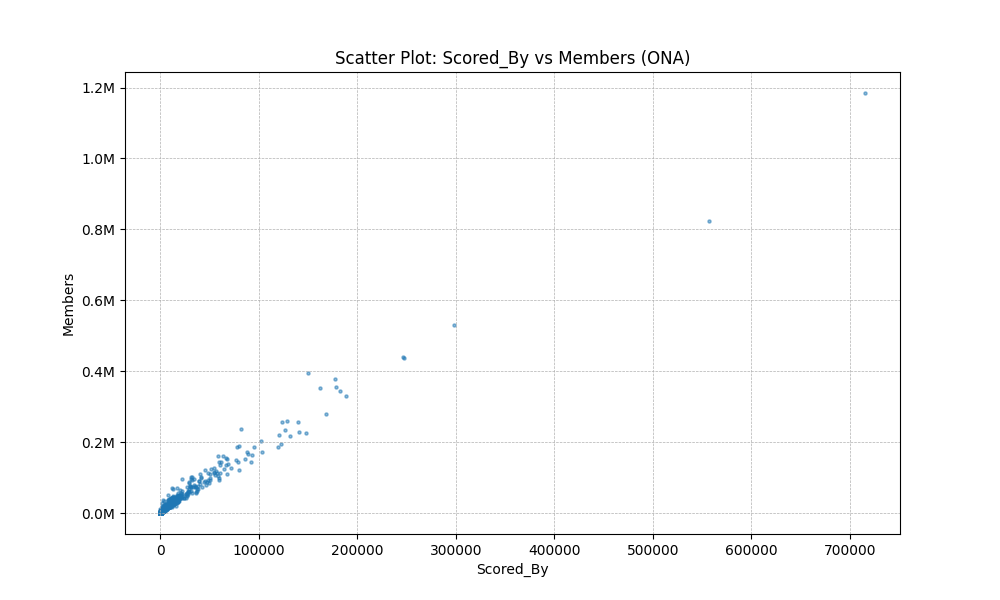 Scatter Plot: Scored_By vs Members (ONA)
1.2M
1.0M
0.8M
0.6M
0.4M
0.2M
0.0M
Members
0 100000 200000 300000 400000 500000 600000 700000
Scored_By